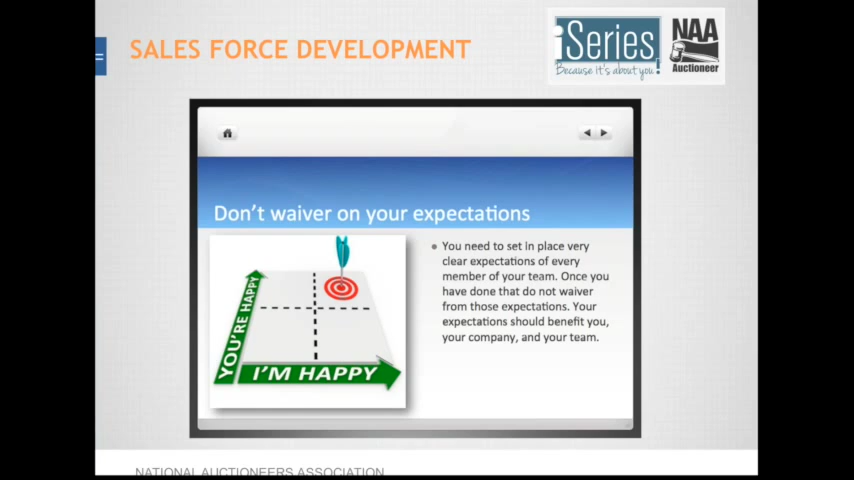 SALES FORCE DEVELOPMENT
iSeries!
Because it's about you
NAA
Auctioneer
Don't waiver on your expectations
YOU'RE HAPPY
I'M HAPPY
You need to set in place very
clear expectations of every
member of your team. Once you
have done that do not waiver
from those expectations. Your
expectations should benefit you,
your company, and your team.
NATIONAL AUCTIONEERS ASSOCIATION